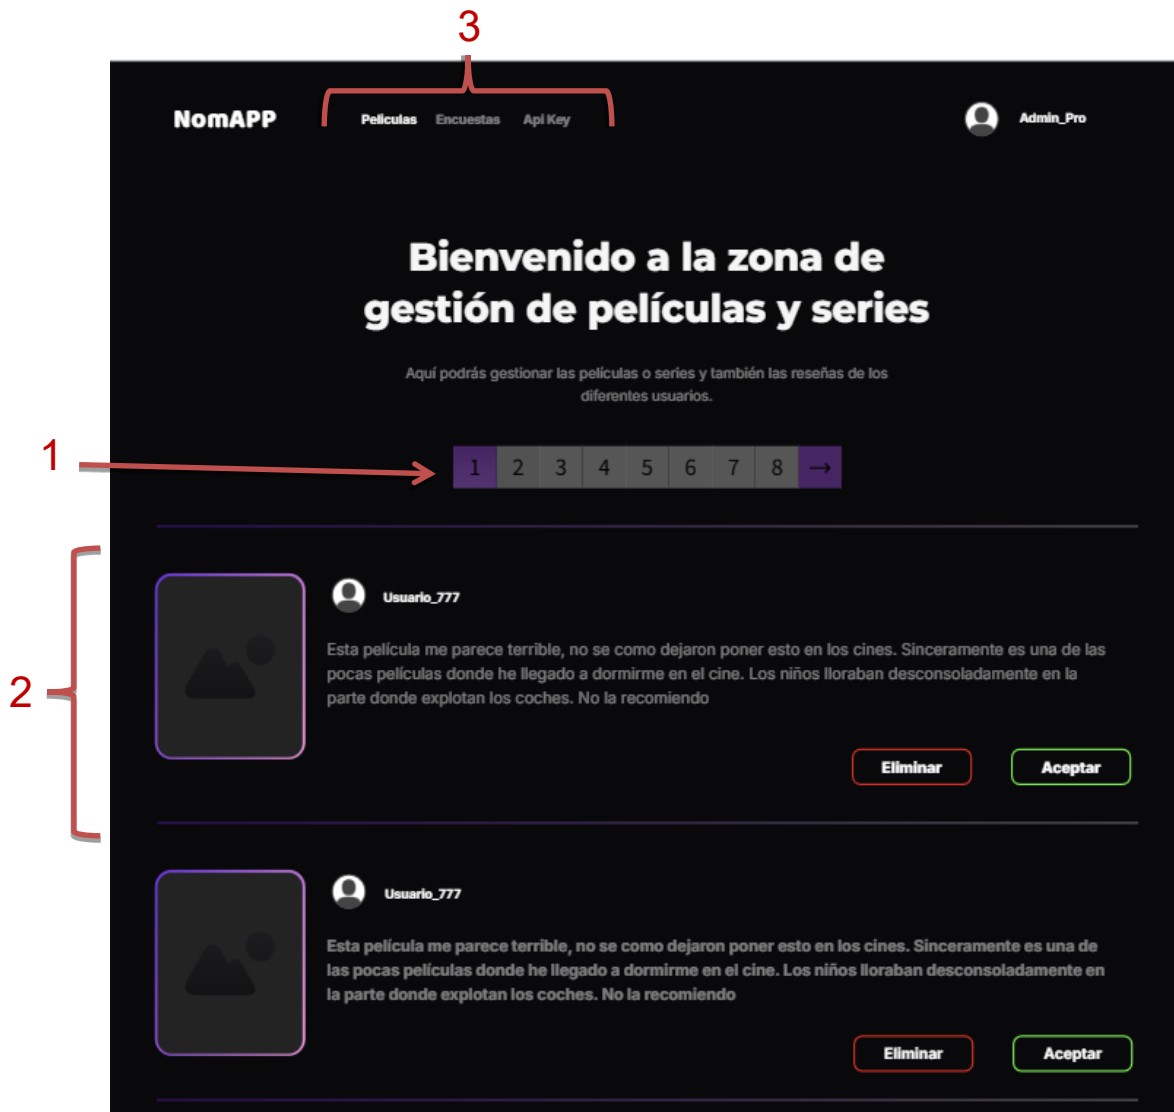 3
NomAPP Peliculas Encuestas Api Key Admin_Pro
Bienvenido a la zona de
gestión de películas y series
Aquí podrás gestionar las películas o series y también las reseñas de los
diferentes usuarios.
1
1 2 3 4 5 6 7 8 →
2
Usuario_777
Esta película me parece terrible, no se como dejaron poner esto en los cines. Sinceramente es una de las
pocas películas donde he llegado a dormirme en el cine. Los niños lloraban desconsoladamente en la
parte donde explotan los coches. No la recomiendo
Eliminar Aceptar
Usuario_777
Esta película me parece terrible, no se como dejaron poner esto en los cines. Sinceramente es una de
las pocas películas donde he llegado a dormirme en el cine. Los niños lloraban desconsoladamente en
la parte donde explotan los coches. No la recomiendo
Eliminar Aceptar